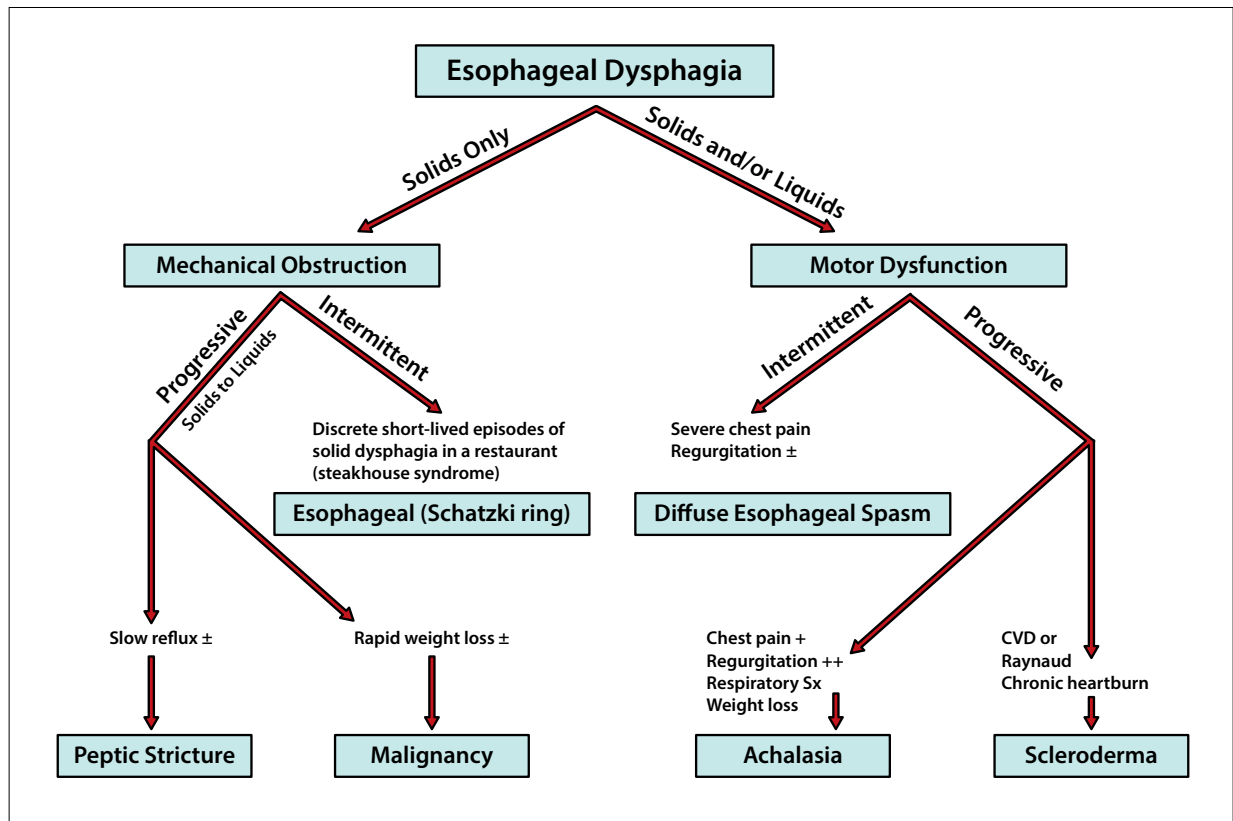 Esophageal Dysphagia
Solids Only
Solids and/or Liquids
Mechanical Obstruction
Motor Dysfunction
Progressive
Solids to Liquids
Intermittent
Intermittent
Progressive
Discrete short-lived episodes of
solid dysphagia in a restaurant
(steakhouse syndrome)
Severe chest pain
Regurgitation ±
Esophageal (Schatzki ring)
Diffuse Esophageal Spasm
Slow reflux ±
Rapid weight loss ±
Chest pain +
Regurgitation ++
Respiratory Sx
Weight loss
CVD or
Raynaud
Chronic heartburn
Peptic Stricture
Malignancy
Achalasia
Scleroderma